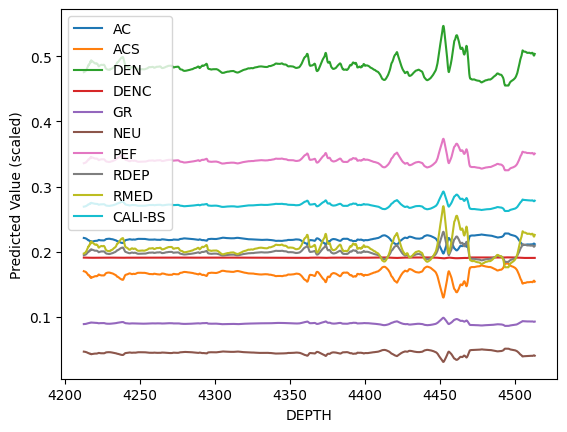 AC
ACS
DEN
DENC
GR
NEU
PEF
RDEP
RMED
CALI-BS
0.5
0.4
0.3
0.2
0.1
Predicted Value (scaled)
4200 4250 4300 4350 4400 4450 4500
DEPTH